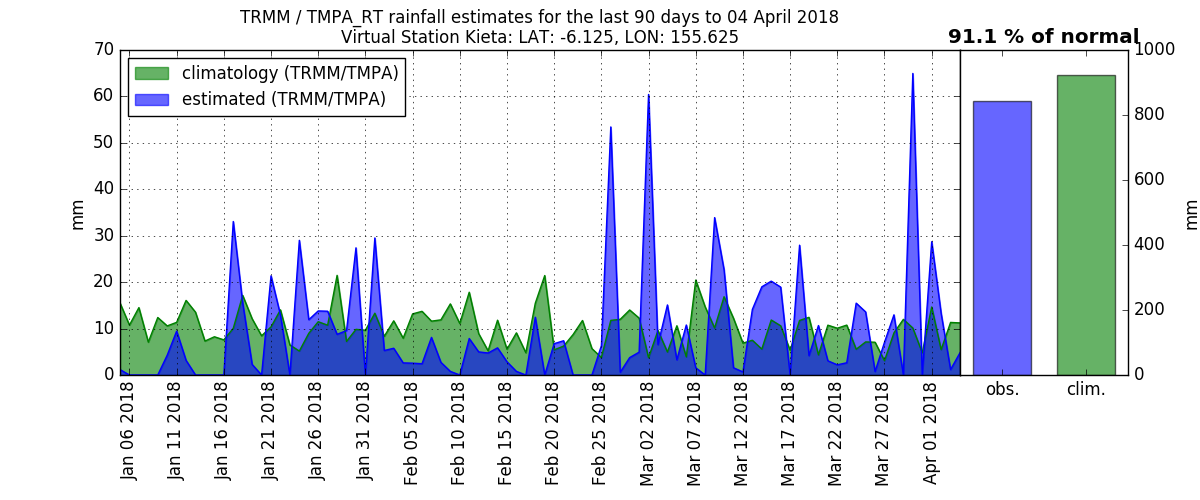 TRMM / TMPA_RT rainfall estimates for the last 90 days to 04 April 2018
Virtual Station Kieta: LAT: -6.125, LON: 155.625
91.1 % of normal
climatology (TRMM/TMPA)
estimated (TRMM/TMPA)
70
60
50
40
30
20
10
0
mm
Jan 06 2018
Jan 11 2018
Jan 16 2018
Jan 21 2018
Jan 26 2018
Jan 31 2018
Feb 05 2018
Feb 10 2018
Feb 15 2018
Feb 20 2018
Feb 25 2018
Mar 02 2018
Mar 07 2018
Mar 12 2018
Mar 17 2018
Mar 22 2018
Mar 27 2018
Apr 01 2018
obs.
clim.
1000
800
600
400
200
0
mm